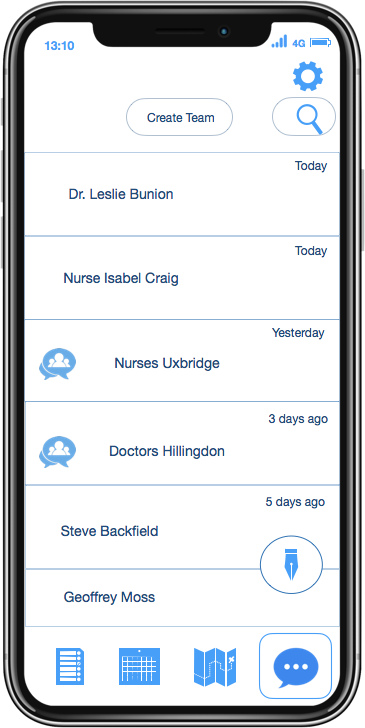 13:10
4G
Create Team
Today
Dr. Leslie Bunion
Today
Nurse Isabel Craig
Yesterday
Nurses Uxbridge
3 days ago
Doctors Hillingdon
5 days ago
Steve Backfield
Geoffrey Moss